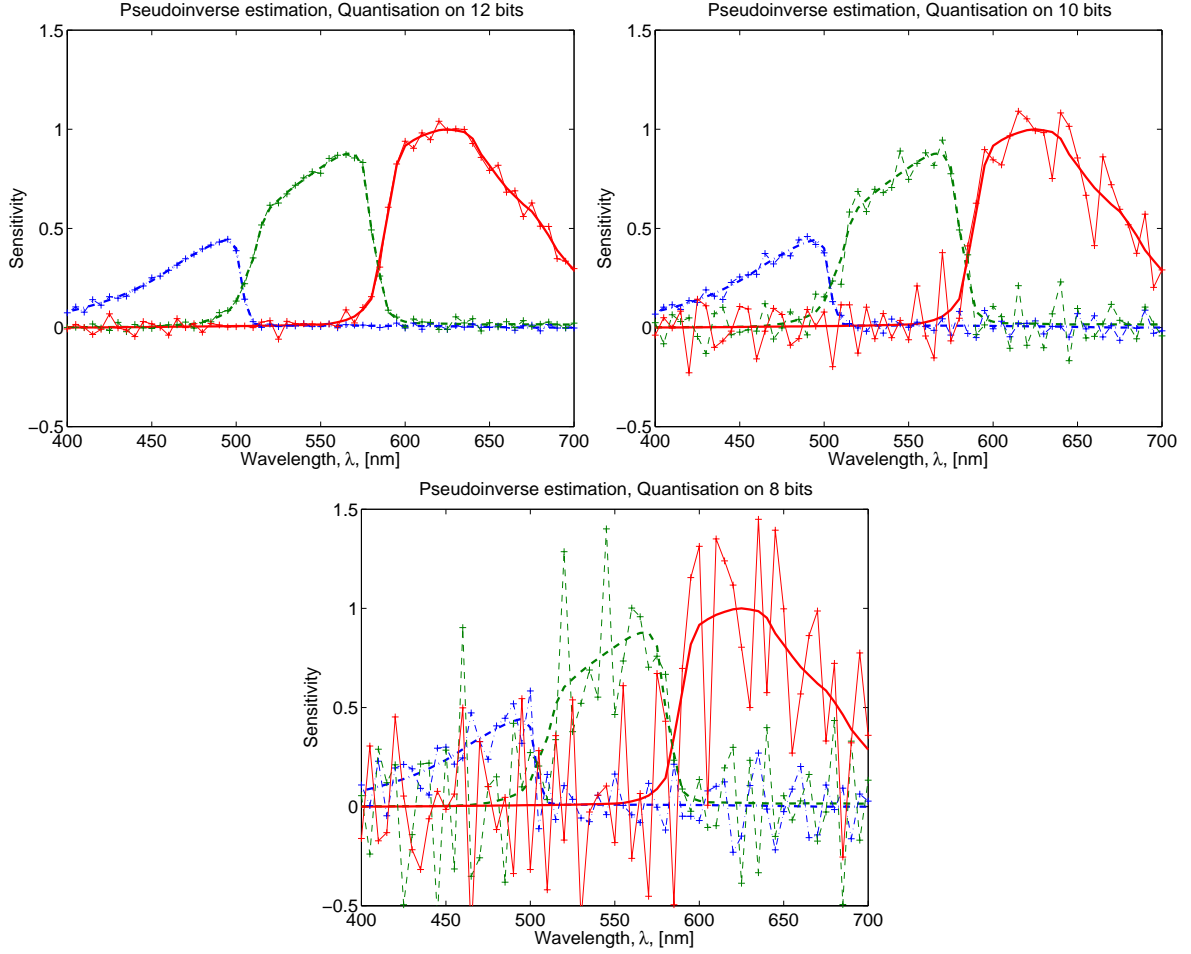 Pseudoinverse estimation, Quantisation on 12 bits
1.5
1
0.5
0
−0.5
400 450 500 550 600 650 700
Sensitivity
Wavelength, λ, [nm]
Pseudoinverse estimation, Quantisation on 10 bits
1.5
1
0.5
0
−0.5
400 450 500 550 600 650 700
Sensitivity
Wavelength, λ, [nm]
Pseudoinverse estimation, Quantisation on 8 bits
1.5
1
0.5
0
−0.5
400 450 500 550 600 650 700
Sensitivity
Wavelength, λ, [nm]